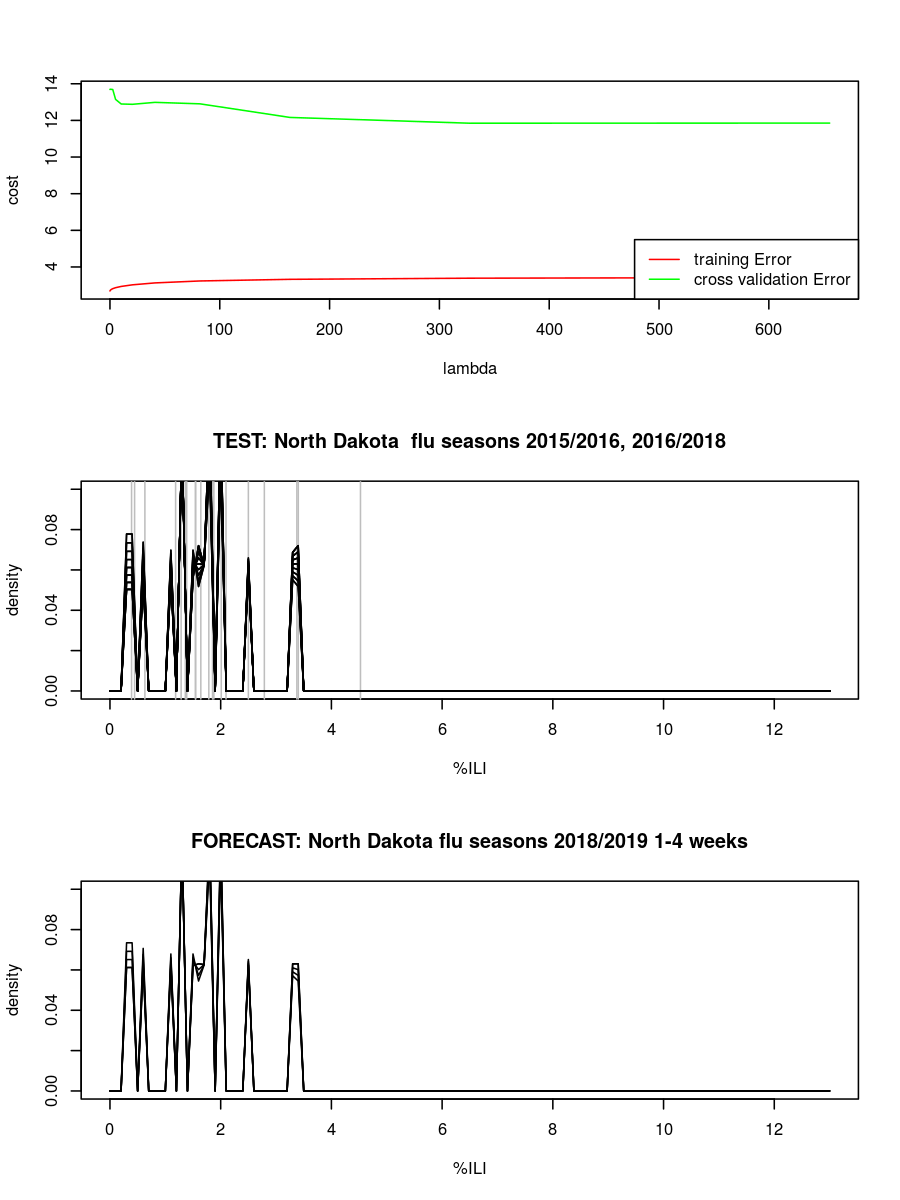 14
12
10
8
6
4
cost
training Error
cross validation Error
0 100 200 300 400 500 600
lambda
TEST: North Dakota  flu seasons 2015/2016, 2016/2018
0.08
0.04
0.00
density
0 2 4 6 8 10 12
%ILI
FORECAST: North Dakota flu seasons 2018/2019 1-4 weeks
0.08
0.04
0.00
density
0 2 4 6 8 10 12
%ILI